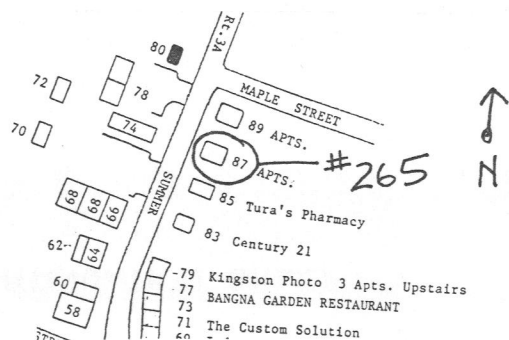 Rt.3A
80
MAPLE STREET
72
78
89 APTS.
74
70
87 APTS.
#265
N
SUMMER
85 Tura's Pharmacy
68
68
66
83 Century 21
62
64
79 Kingston Photo 3 Apts. Upstairs
77 BANGNA GARDEN RESTAURANT
60
73
58
71 The Custom Solution